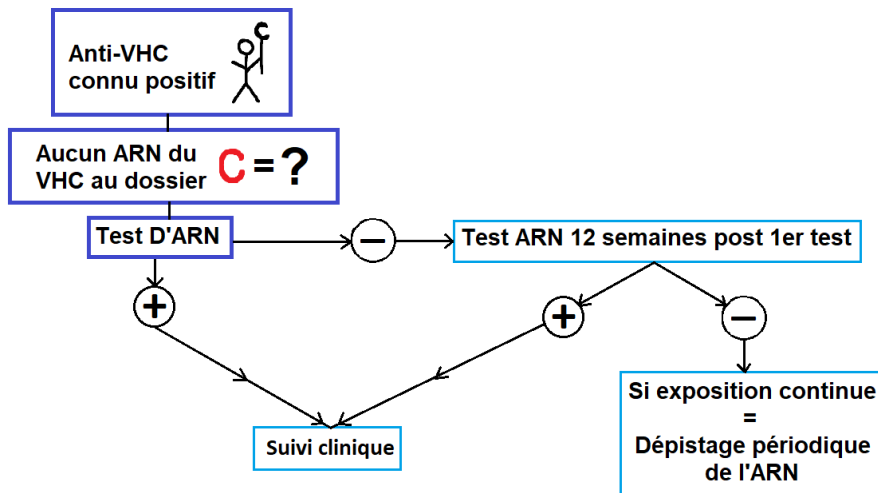 Anti-VHC
connu positif
C
Aucun ARN du
VHC au dossier
C = ?
Test D'ARN
−
Test ARN 12 semaines post 1er test
+
+
−
Si exposition continue
=
Dépistage périodique
de l'ARN
Suivi clinique